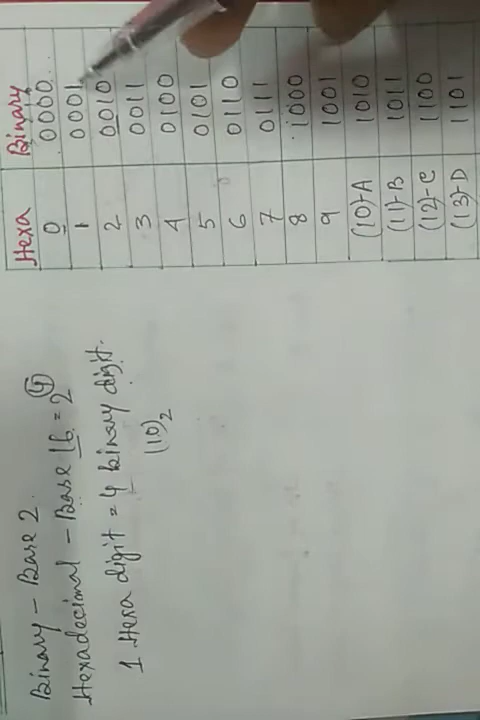 Binary - Base 2.
Hexadecimal - Base 16 = 2④
1 Hexa digit = 4 binary digit.
(10)₂
Hexa Binary
0 0000
1 0001
2 0010
3 0011
4 0100
5 0101
6 0110
7 0111
8 1000
9 1001
(10)-A 1010
(11)-B 1011
(12)-C 1100
(13)-D 1101